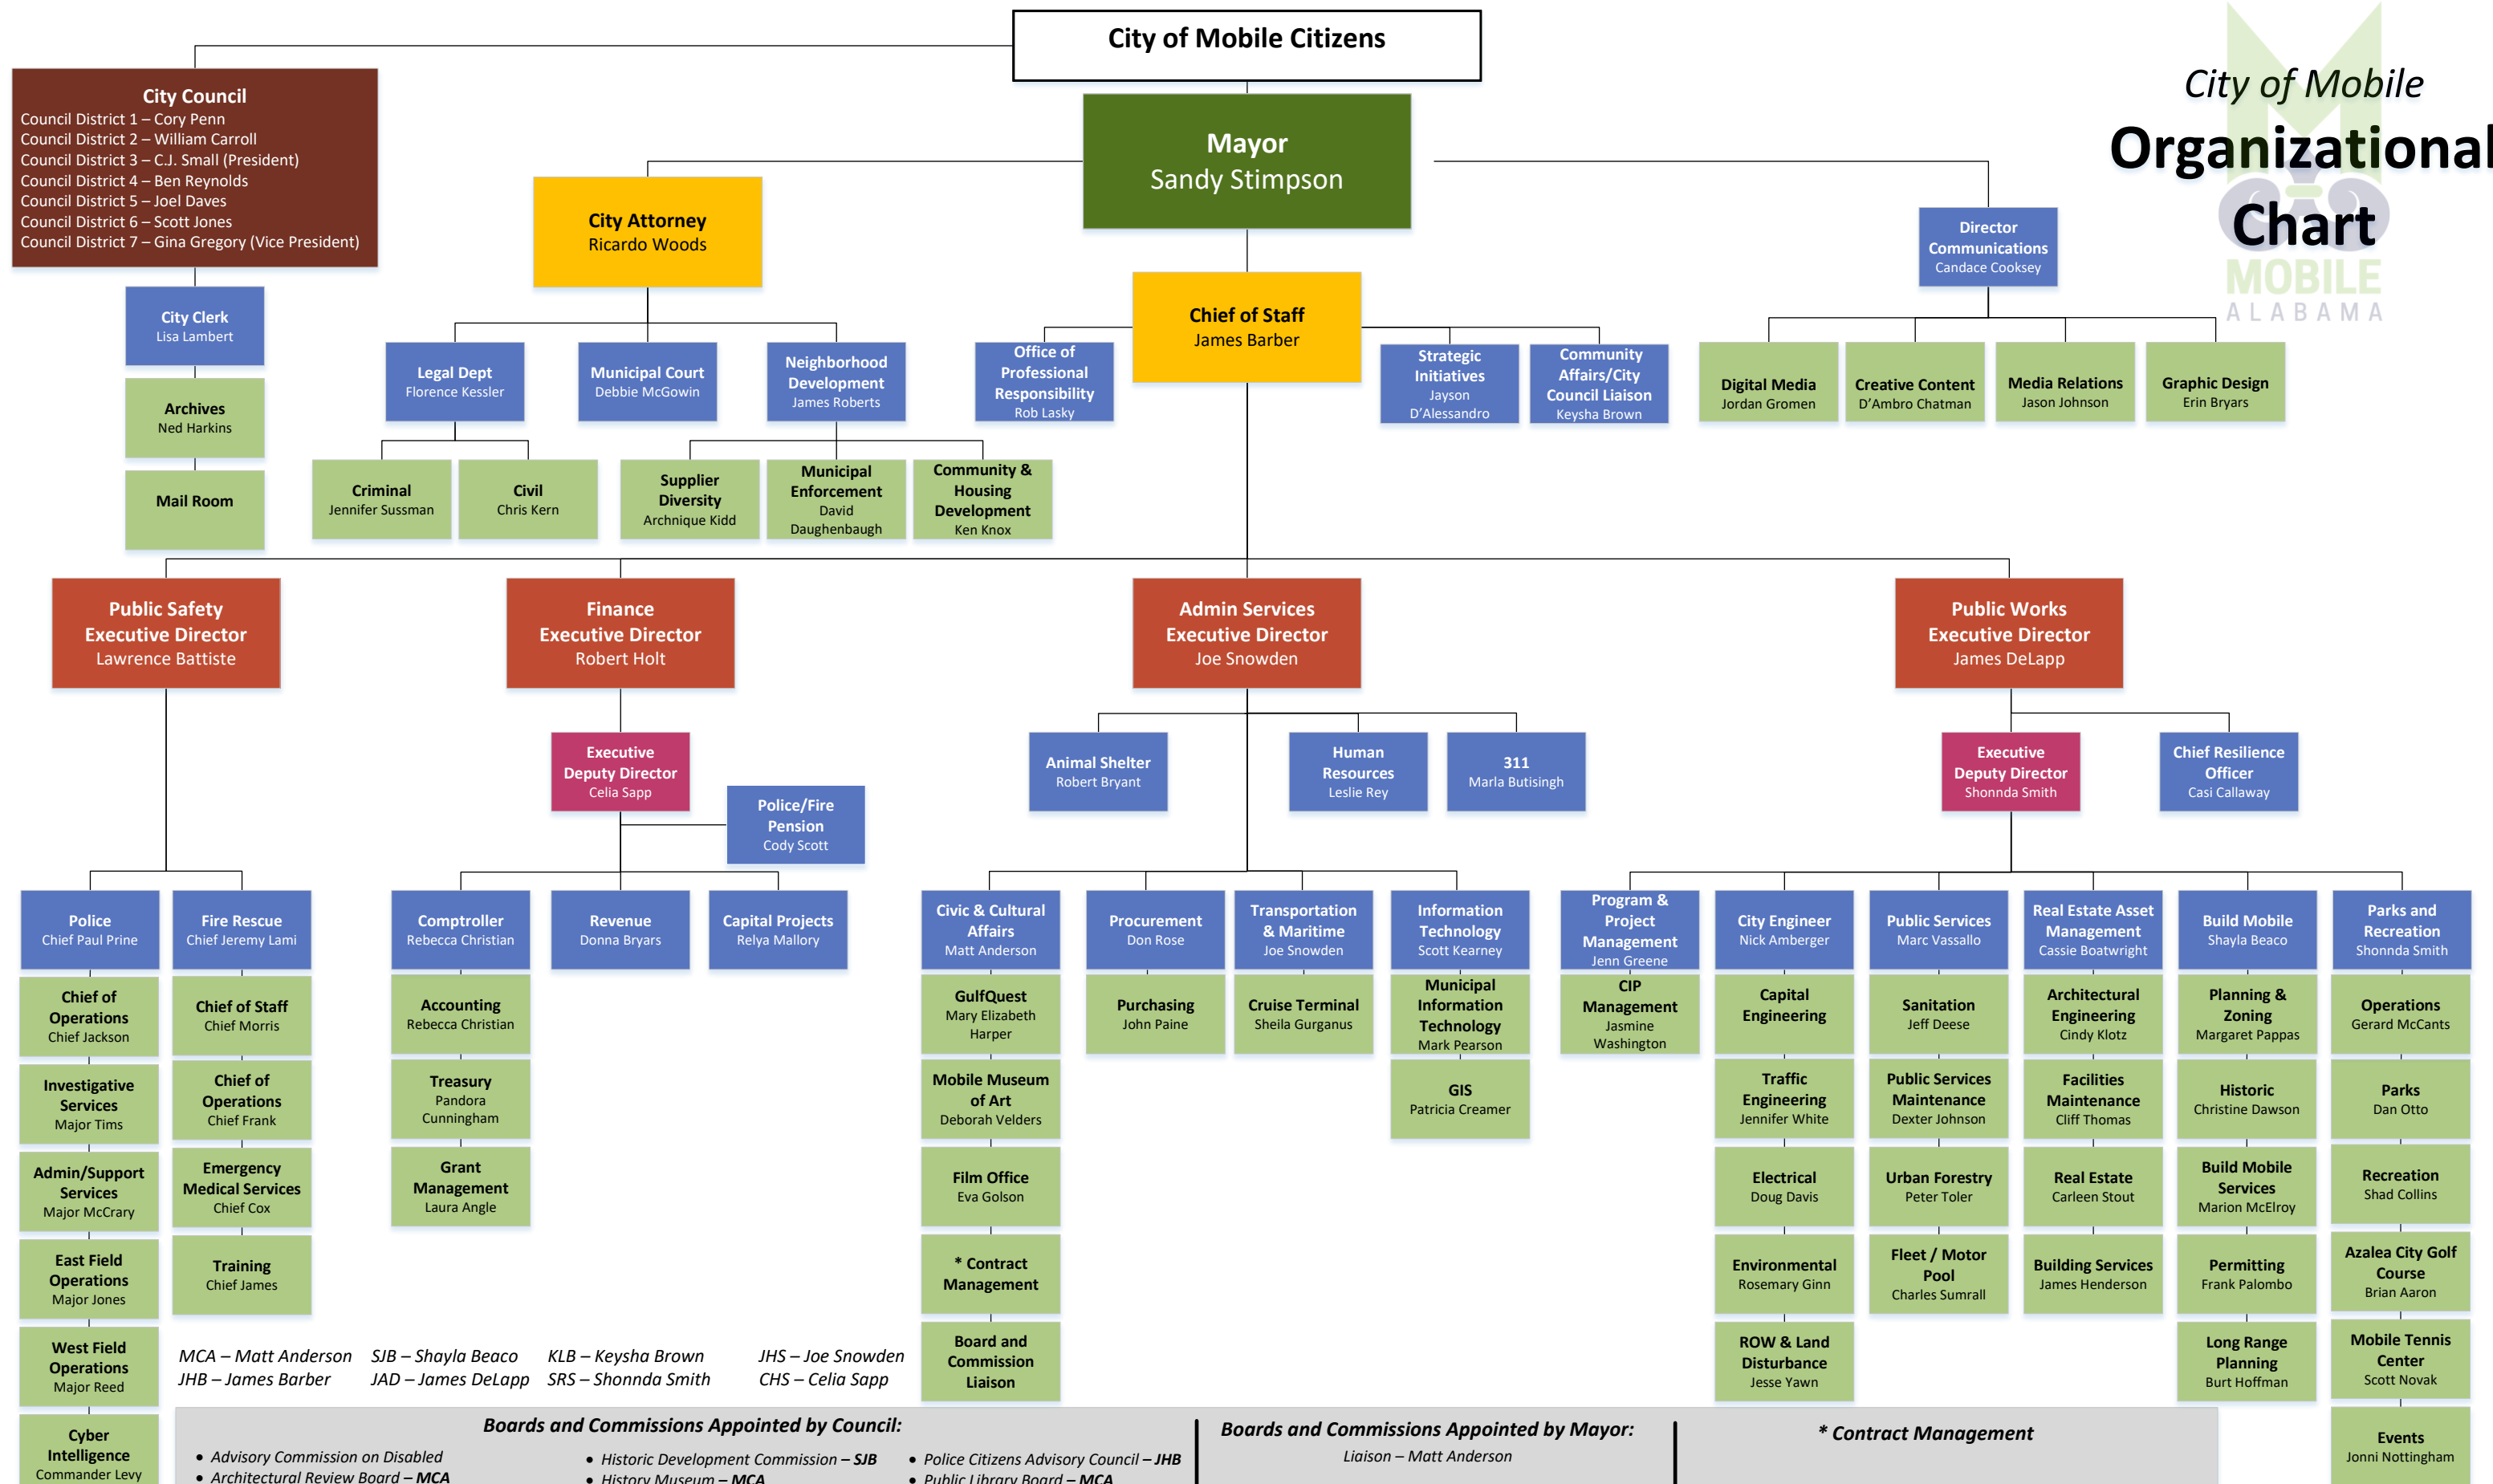 City of Mobile Citizens
City of Mobile
Organizational
Chart
MOBILE
ALABAMA
City Council
Council District 1 – Cory Penn
Council District 2 – William Carroll
Council District 3 – C.J. Small (President)
Council District 4 – Ben Reynolds
Council District 5 – Joel Daves
Council District 6 – Scott Jones
Council District 7 – Gina Gregory (Vice President)
Mayor
Sandy Stimpson
City Attorney
Ricardo Woods
Director
Communications
Candace Cooksey
Chief of Staff
James Barber
City Clerk
Lisa Lambert
Archives
Ned Harkins
Mail Room
Legal Dept
Florence Kessler
Municipal Court
Debbie McGowin
Neighborhood
Development
James Roberts
Office of
Professional
Responsibility
Rob Lasky
Strategic
Initiatives
Jayson
D'Alessandro
Community
Affairs/City
Council Liaison
Keysha Brown
Digital Media
Jordan Gromen
Creative Content
D'Ambro Chatman
Media Relations
Jason Johnson
Graphic Design
Erin Bryars
Criminal
Jennifer Sussman
Civil
Chris Kern
Supplier
Diversity
Archnique Kidd
Municipal
Enforcement
David
Daughenbaugh
Community &
Housing
Development
Ken Knox
Public Safety
Executive Director
Lawrence Battiste
Finance
Executive Director
Robert Holt
Admin Services
Executive Director
Joe Snowden
Public Works
Executive Director
James DeLapp
Executive
Deputy Director
Celia Sapp
Police/Fire
Pension
Cody Scott
Animal Shelter
Robert Bryant
Human
Resources
Leslie Rey
311
Marla Butisingh
Executive
Deputy Director
Shonnda Smith
Chief Resilience
Officer
Casi Callaway
Police
Chief Paul Prine
Chief of
Operations
Chief Jackson
Investigative
Services
Major Tims
Admin/Support
Services
Major McCrary
East Field
Operations
Major Jones
West Field
Operations
Major Reed
Cyber
Intelligence
Commander Levy
Fire Rescue
Chief Jeremy Lami
Chief of Staff
Chief Morris
Chief of
Operations
Chief Frank
Emergency
Medical Services
Chief Cox
Training
Chief James
Comptroller
Rebecca Christian
Accounting
Rebecca Christian
Treasury
Pandora
Cunningham
Grant
Management
Laura Angle
Revenue
Donna Bryars
Capital Projects
Relya Mallory
Civic & Cultural
Affairs
Matt Anderson
GulfQuest
Mary Elizabeth
Harper
Mobile Museum
of Art
Deborah Velders
Film Office
Eva Golson
* Contract
Management
Board and
Commission
Liaison
Procurement
Don Rose
Purchasing
John Paine
Transportation
& Maritime
Joe Snowden
Cruise Terminal
Sheila Gurganus
Information
Technology
Scott Kearney
Municipal
Information
Technology
Mark Pearson
GIS
Patricia Creamer
Program &
Project
Management
Jenn Greene
CIP
Management
Jasmine
Washington
City Engineer
Nick Amberger
Capital
Engineering
Traffic
Engineering
Jennifer White
Electrical
Doug Davis
Environmental
Rosemary Ginn
ROW & Land
Disturbance
Jesse Yawn
Public Services
Marc Vassallo
Sanitation
Jeff Deese
Public Services
Maintenance
Dexter Johnson
Urban Forestry
Peter Toler
Fleet / Motor
Pool
Charles Sumrall
Real Estate Asset
Management
Cassie Boatwright
Architectural
Engineering
Cindy Klotz
Facilities
Maintenance
Cliff Thomas
Real Estate
Carleen Stout
Building Services
James Henderson
Build Mobile
Shayla Beaco
Planning &
Zoning
Margaret Pappas
Historic
Christine Dawson
Build Mobile
Services
Marion McElroy
Permitting
Frank Palombo
Long Range
Planning
Burt Hoffman
Parks and
Recreation
Shonnda Smith
Operations
Gerard McCants
Parks
Dan Otto
Recreation
Shad Collins
Azalea City Golf
Course
Brian Aaron
Mobile Tennis
Center
Scott Novak
Events
Jonni Nottingham
MCA – Matt Anderson SJB – Shayla Beaco KLB – Keysha Brown JHS – Joe Snowden
JHB – James Barber JAD – James DeLapp SRS – Shonnda Smith CHS – Celia Sapp
Boards and Commissions Appointed by Council:
• Advisory Commission on Disabled
• Architectural Review Board – MCA
• Historic Development Commission – SJB
• History Museum – MCA
• Police Citizens Advisory Council – JHB
• Public Library Board – MCA
Boards and Commissions Appointed by Mayor:
Liaison – Matt Anderson
* Contract Management